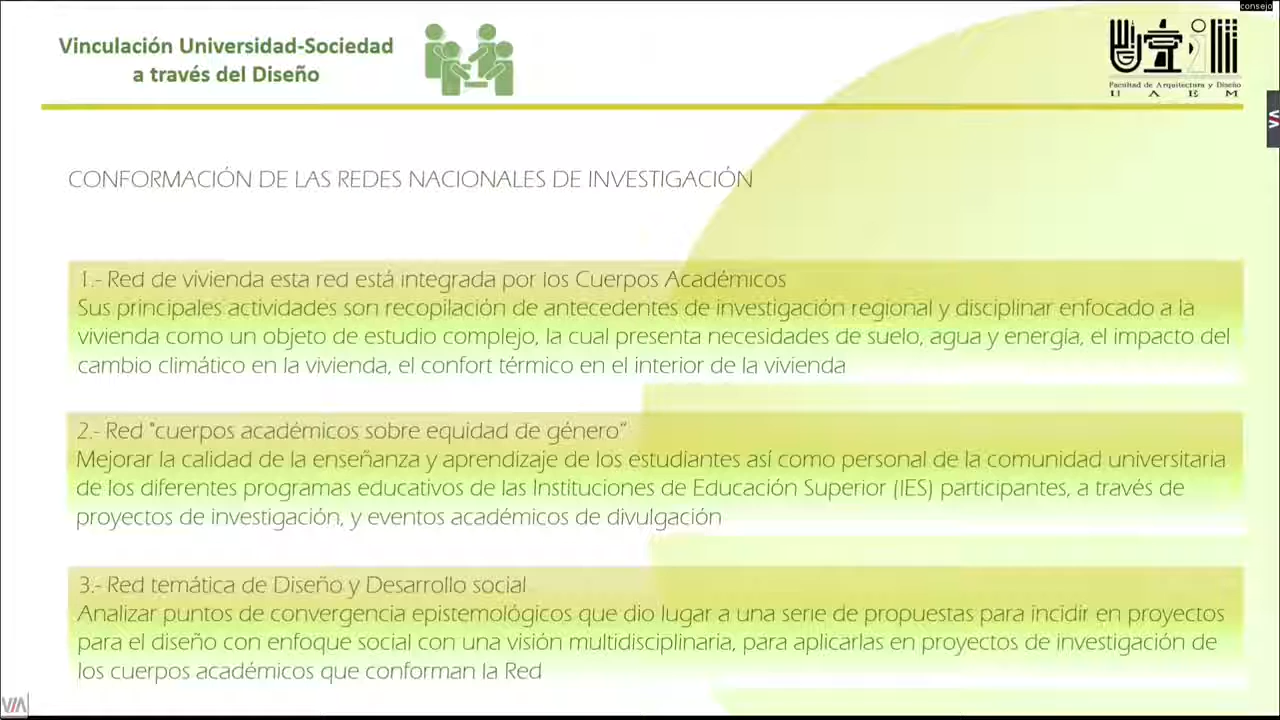 consejo
Vinculación Universidad-Sociedad
a través del Diseño
Facultad de Arquitectura y Diseño
U A E M
CONFORMACIÓN DE LAS REDES NACIONALES DE INVESTIGACIÓN
1.- Red de vivienda esta red está integrada por los Cuerpos Académicos
Sus principales actividades son recopilación de antecedentes de investigación regional y disciplinar enfocado a la
vivienda como un objeto de estudio complejo, la cual presenta necesidades de suelo, agua y energía, el impacto del
cambio climático en la vivienda, el confort térmico en el interior de la vivienda
2.- Red "cuerpos académicos sobre equidad de género"
Mejorar la calidad de la enseñanza y aprendizaje de los estudiantes así como personal de la comunidad universitaria
de los diferentes programas educativos de las Instituciones de Educación Superior (IES) participantes, a través de
proyectos de investigación, y eventos académicos de divulgación
3.- Red temática de Diseño y Desarrollo social
Analizar puntos de convergencia epistemológicos que dio lugar a una serie de propuestas para incidir en proyectos
para el diseño con enfoque social con una visión multidisciplinaria, para aplicarlas en proyectos de investigación de
los cuerpos académicos que conforman la Red